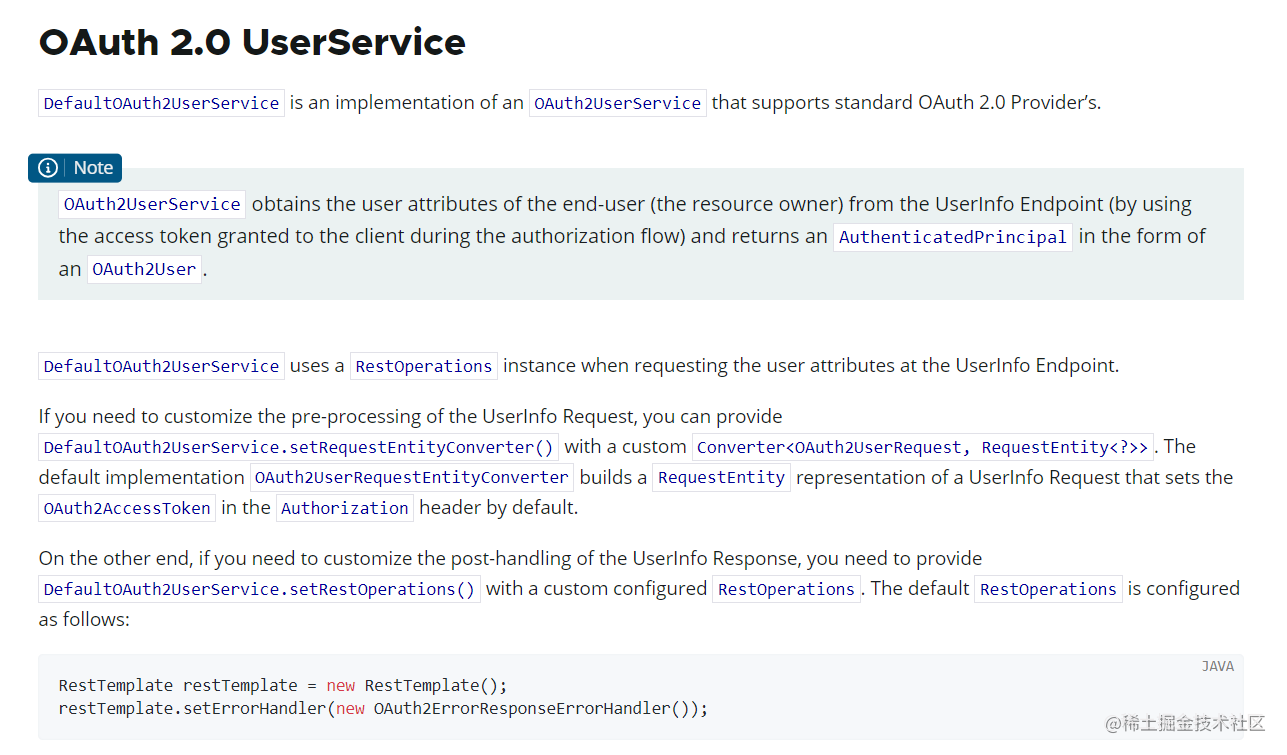 OAuth 2.0 UserService
DefaultOAuth2UserService is an implementation of an OAuth2UserService that supports standard OAuth 2.0 Provider’s.
Note
OAuth2UserService obtains the user attributes of the end-user (the resource owner) from the UserInfo Endpoint (by using
the access token granted to the client during the authorization flow) and returns an AuthenticatedPrincipal in the form of
an OAuth2User.
DefaultOAuth2UserService uses a RestOperations instance when requesting the user attributes at the UserInfo Endpoint.
If you need to customize the pre-processing of the UserInfo Request, you can provide
DefaultOAuth2UserService.setRequestEntityConverter() with a custom Converter<OAuth2UserRequest, RequestEntity<?>>. The
default implementation OAuth2UserRequestEntityConverter builds a RequestEntity representation of a UserInfo Request that sets the
OAuth2AccessToken in the Authorization header by default.
On the other end, if you need to customize the post-handling of the UserInfo Response, you need to provide
DefaultOAuth2UserService.setRestOperations() with a custom configured RestOperations. The default RestOperations is configured
as follows:
JAVA
RestTemplate restTemplate = new RestTemplate();
restTemplate.setErrorHandler(new OAuth2ErrorResponseErrorHandler());
@稀土掘金技术社区